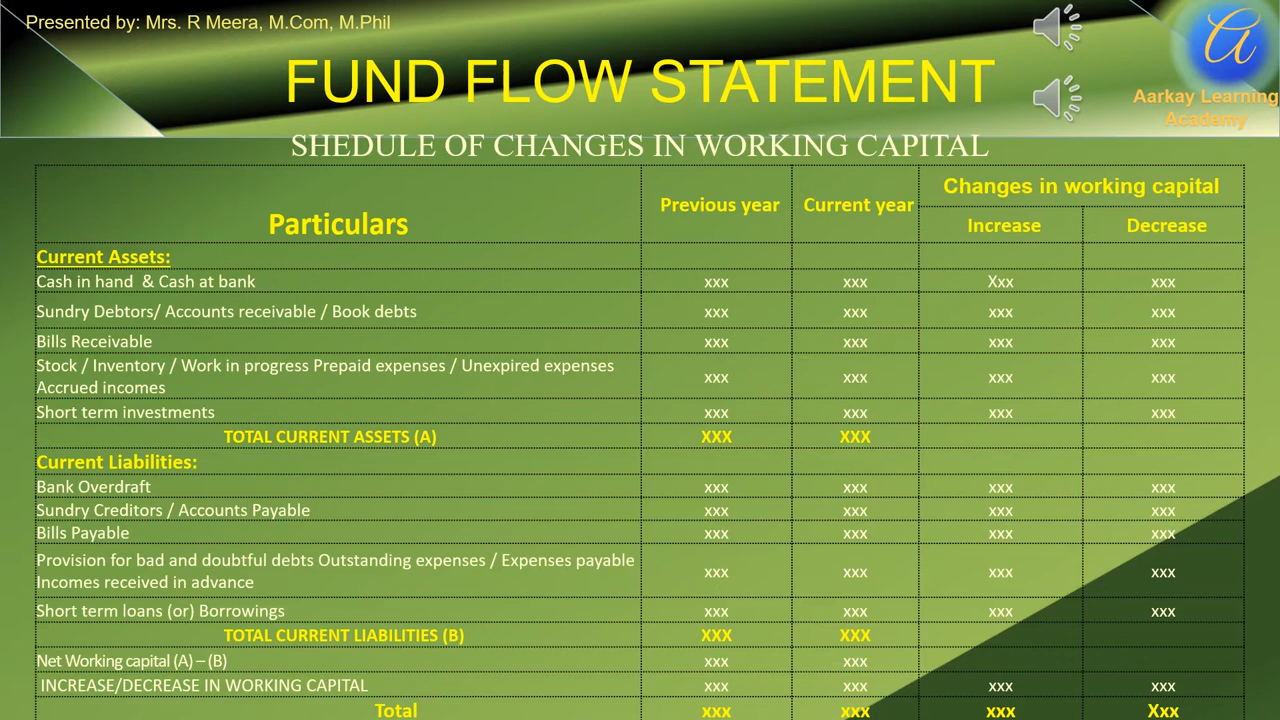 Presented by: Mrs. R Meera, M.Com, M.Phil
a
Aarkay Learning
Academy
FUND FLOW STATEMENT
SHEDULE OF CHANGES IN WORKING CAPITAL
Particulars Previous year Current year Changes in working capital
Increase Decrease
Current Assets:
Cash in hand & Cash at bank xxx xxx Xxx xxx
Sundry Debtors/ Accounts receivable / Book debts xxx xxx xxx xxx
Bills Receivable xxx xxx xxx xxx
Stock / Inventory / Work in progress Prepaid expenses / Unexpired expenses
Accrued incomes xxx xxx xxx xxx
Short term investments xxx xxx xxx xxx
TOTAL CURRENT ASSETS (A) XXX XXX
Current Liabilities:
Bank Overdraft xxx xxx xxx xxx
Sundry Creditors / Accounts Payable xxx xxx xxx xxx
Bills Payable xxx xxx xxx xxx
Provision for bad and doubtful debts Outstanding expenses / Expenses payable
Incomes received in advance xxx xxx xxx xxx
Short term loans (or) Borrowings xxx xxx xxx xxx
TOTAL CURRENT LIABILITIES (B) XXX XXX
Net Working capital (A) – (B) xxx xxx
INCREASE/DECREASE IN WORKING CAPITAL xxx xxx xxx xxx
Total xxx xxx xxx Xxx